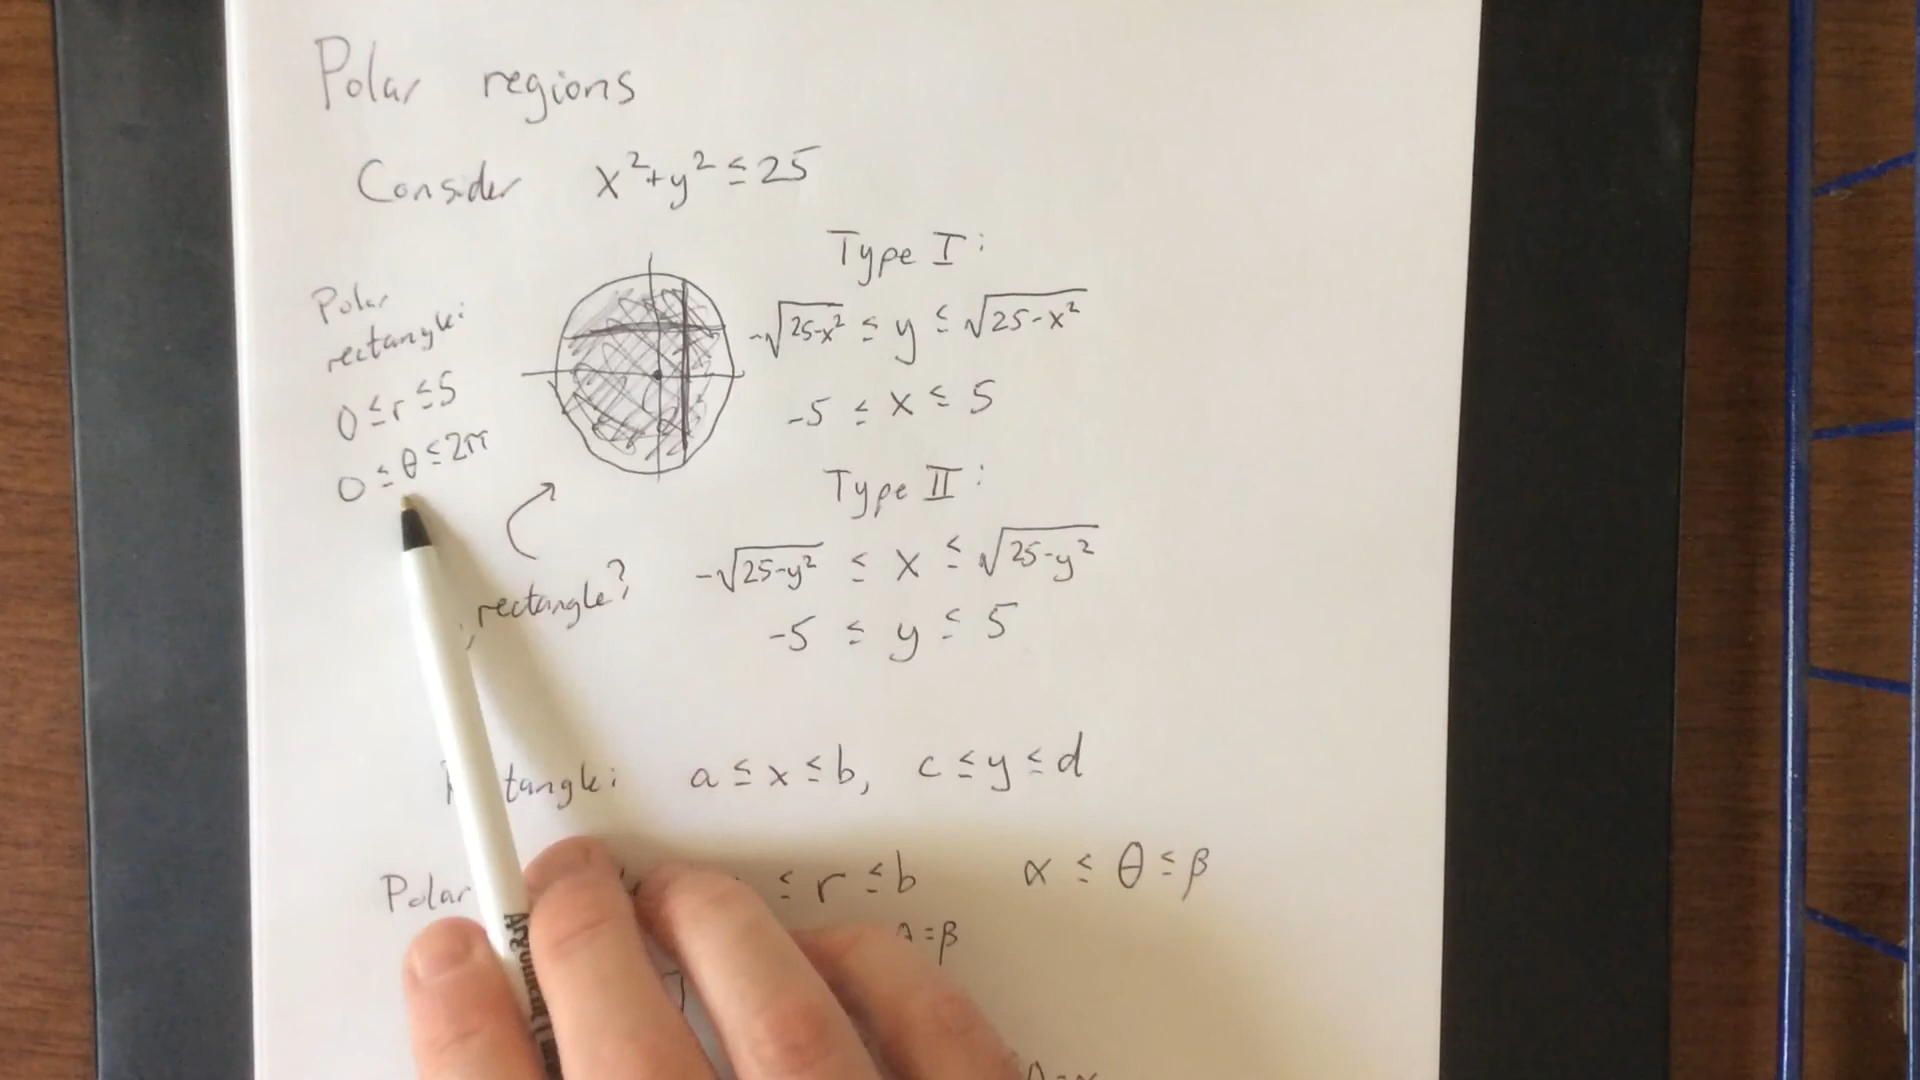 Polar regions
Consider x²+y² ≤ 25
Type I:
-√25-x² ≤ y ≤ √25-x²
-5 ≤ x ≤ 5
Polar
rectangle:
0 ≤ r ≤ 5
0 ≤ θ ≤ 2π
Type II:
-√25-y² ≤ x ≤ √25-y²
-5 ≤ y ≤ 5
rectangle?
tangle: a ≤ x ≤ b, c ≤ y ≤ d
Polar ≤ r ≤ b α ≤ θ ≤ β
=β